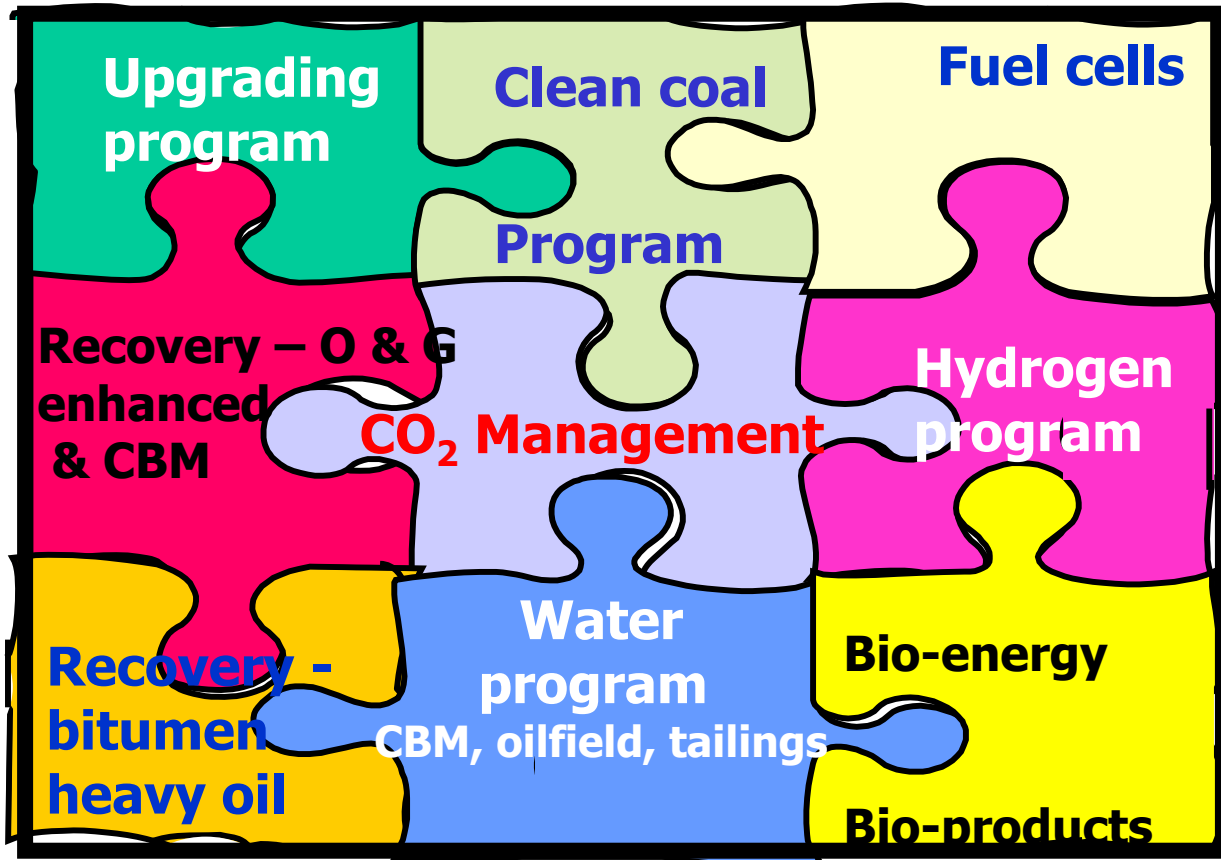 Upgrading
program
Clean coal
Program
Fuel cells
Recovery – O & G
enhanced
& CBM
CO₂ Management
Hydrogen
program
Recovery -
bitumen
heavy oil
Water
program
CBM, oilfield, tailings
Bio-energy
Bio-products